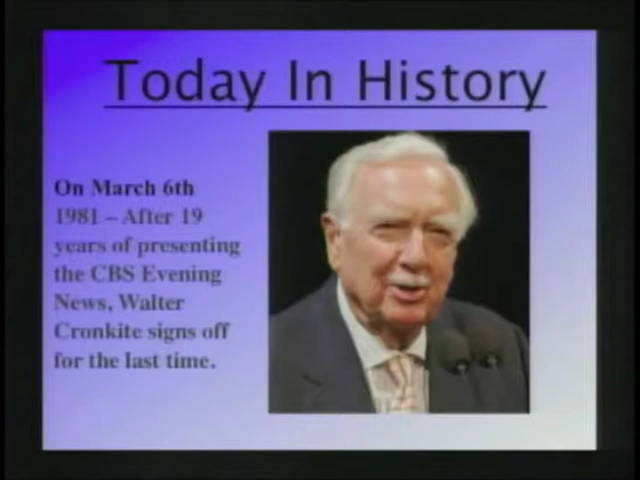 Today In History
On March 6th
1981 – After 19
years of presenting
the CBS Evening
News, Walter
Cronkite signs off
for the last time.